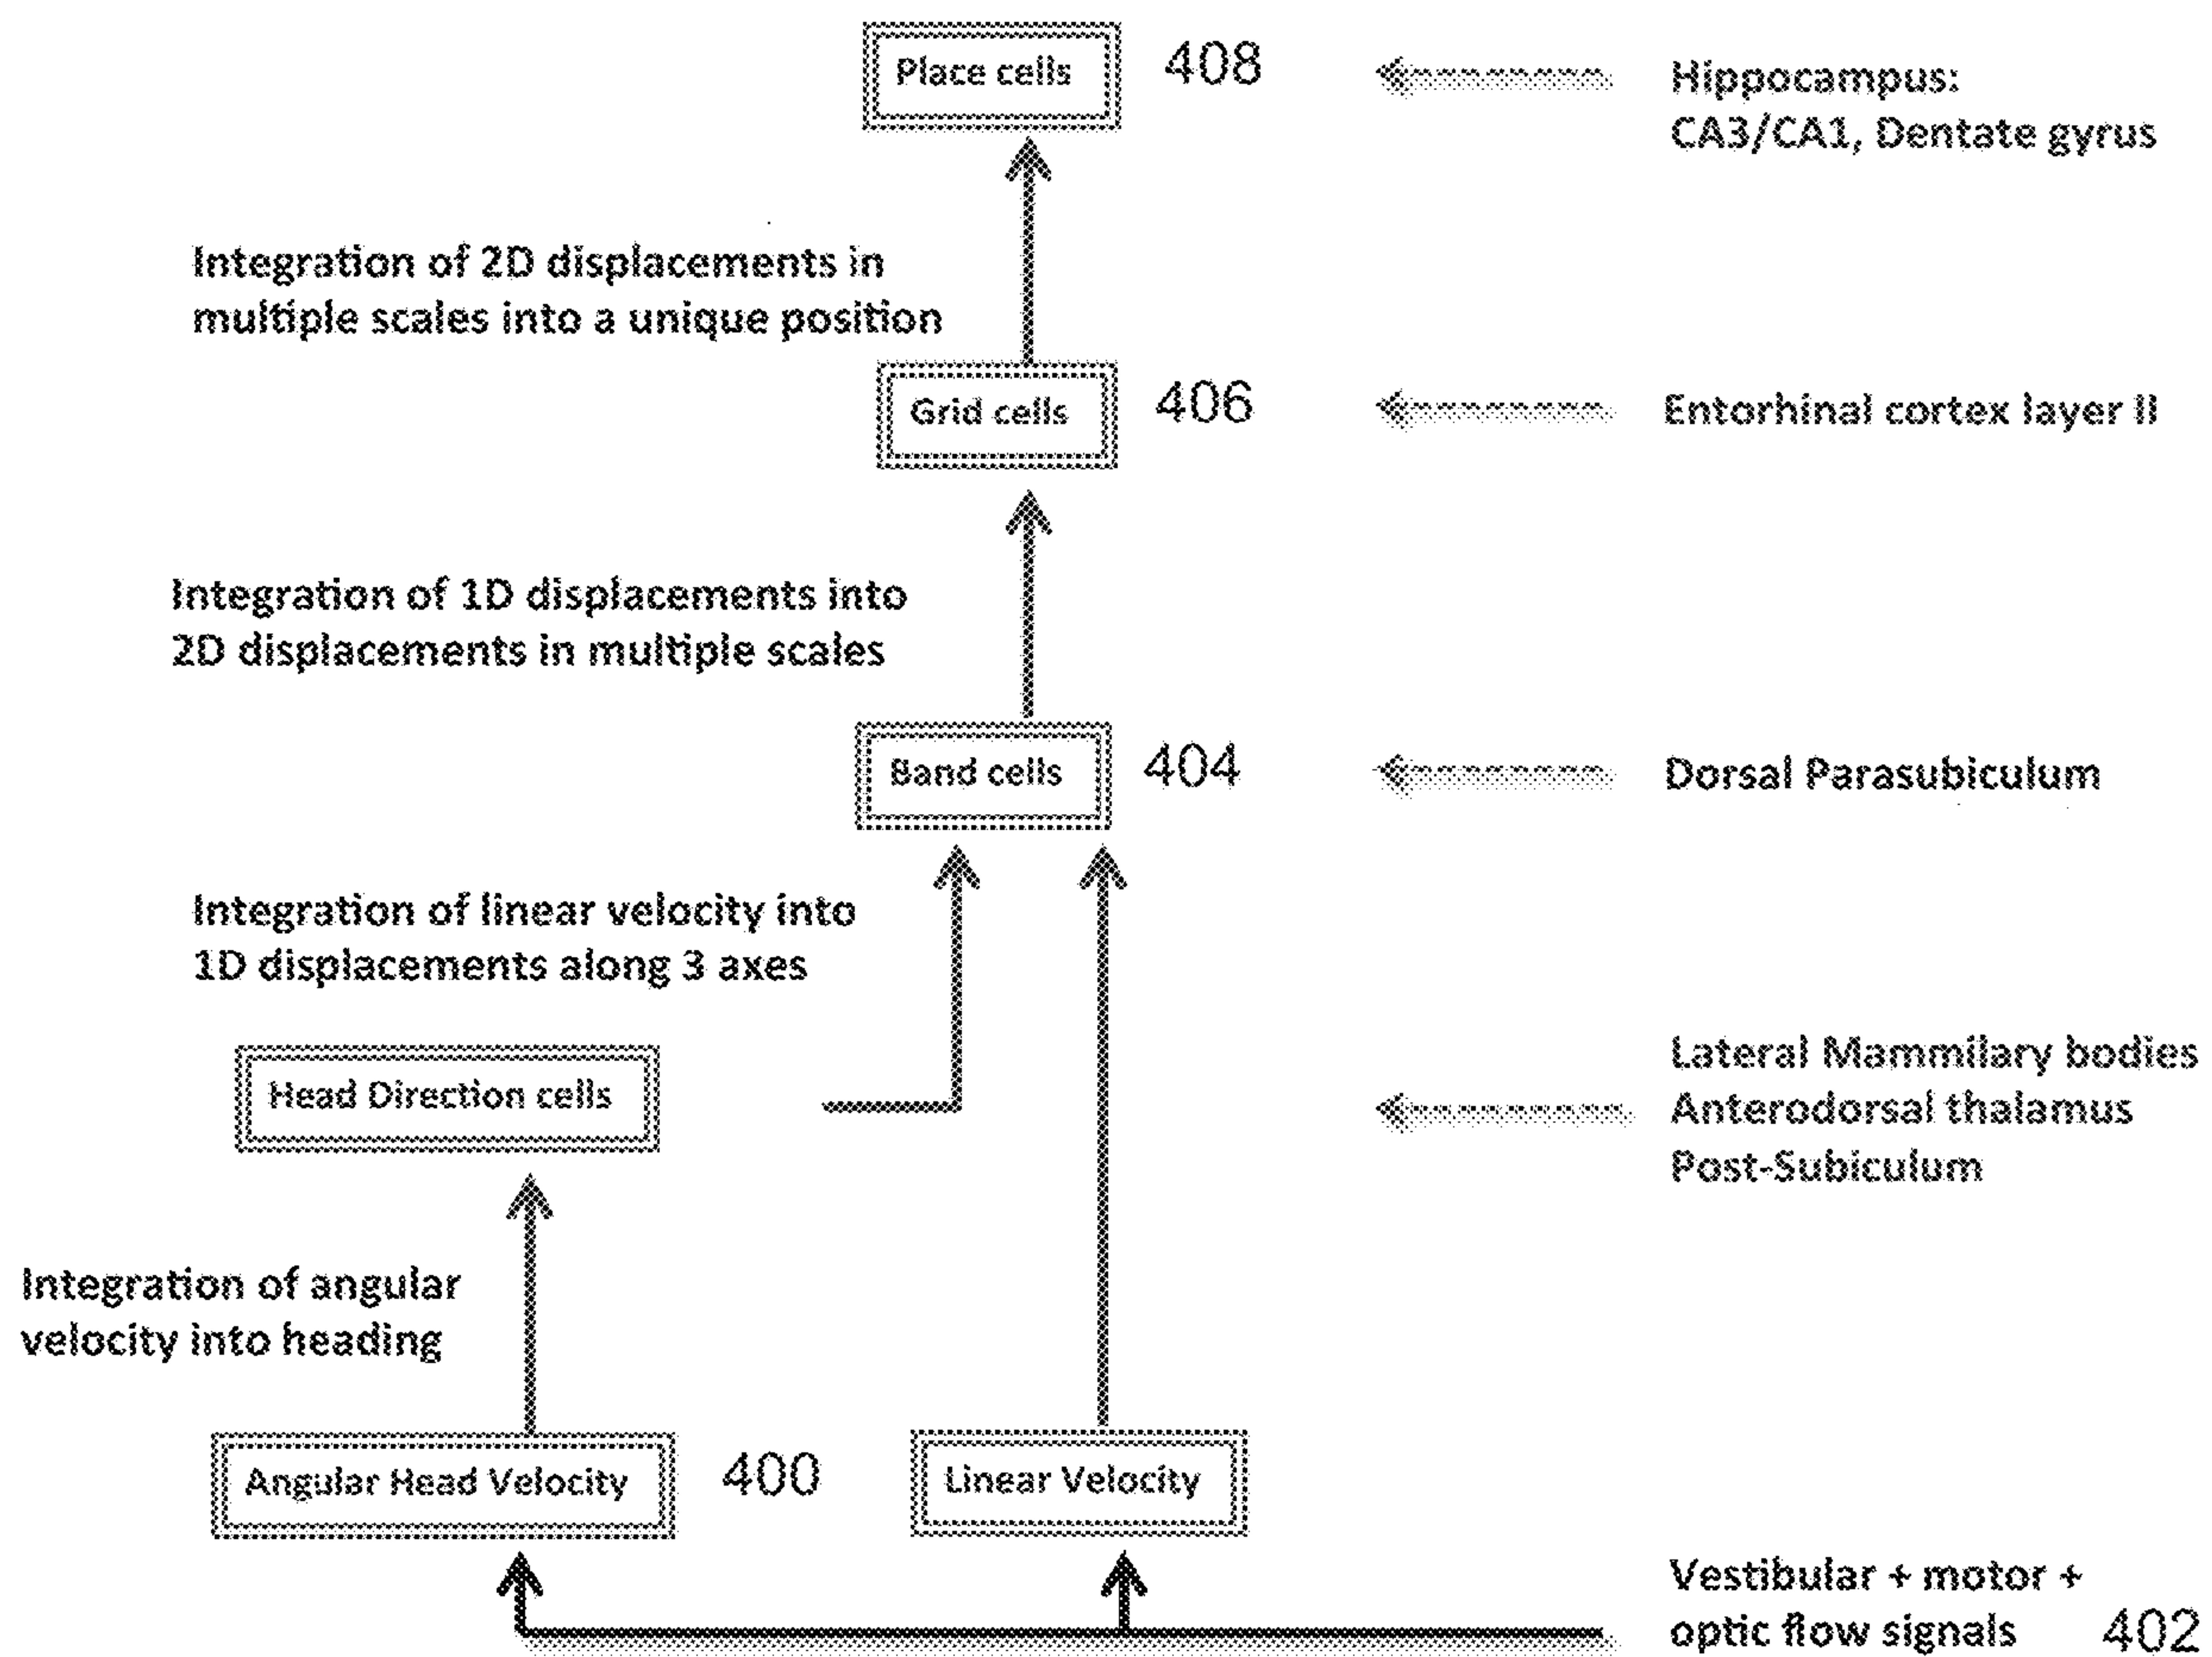 Place cells
408
Hippocampus:
CA3/CA1, Dentate gyrus
Integration of 2D displacements in
multiple scales into a unique position
Grid cells
406
Entorhinal cortex layer II
Integration of 1D displacements into
2D displacements in multiple scales
Band cells
404
Dorsal Parasubiculum
Integration of linear velocity into
1D displacements along 3 axes
Head Direction cells
Lateral Mammilary bodies
Anterodorsal thalamus
Post-Subiculum
Integration of angular
velocity into heading
Angular Head Velocity
400
Linear Velocity
Vestibular + motor +
optic flow signals
402